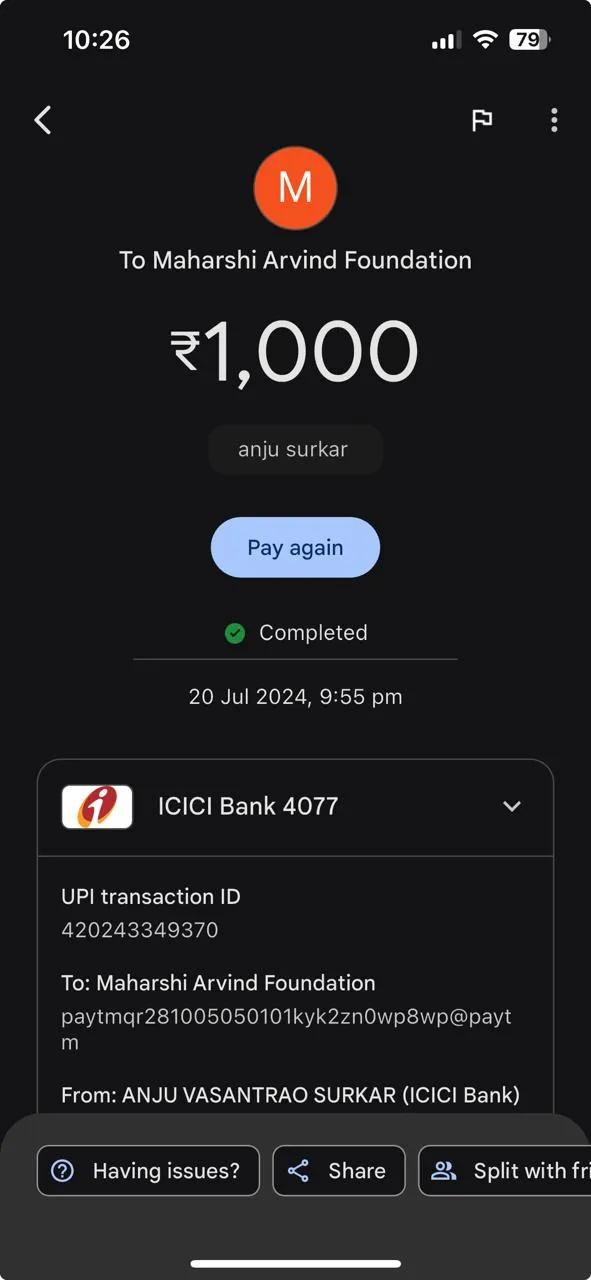 10:26
79
M
To Maharshi Arvind Foundation
₹1,000
anju surkar
Pay again
Completed
20 Jul 2024, 9:55 pm
ICICI Bank 4077
UPI transaction ID
420243349370
To: Maharshi Arvind Foundation
paytmqr281005050101kyk2zn0wp8wp@payt
m
From: ANJU VASANTRAO SURKAR (ICICI Bank)
Having issues?
Share
Split with fri